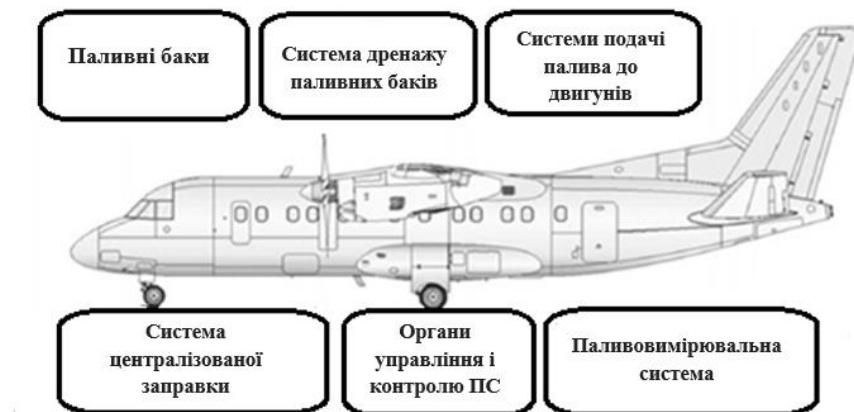 Паливні баки
Система дренажу
паливних баків
Системи подачі
палива до
двигунів
Система
централізованої
заправки
Органи
управління і
контролю ПС
Паливовимірювальна
система